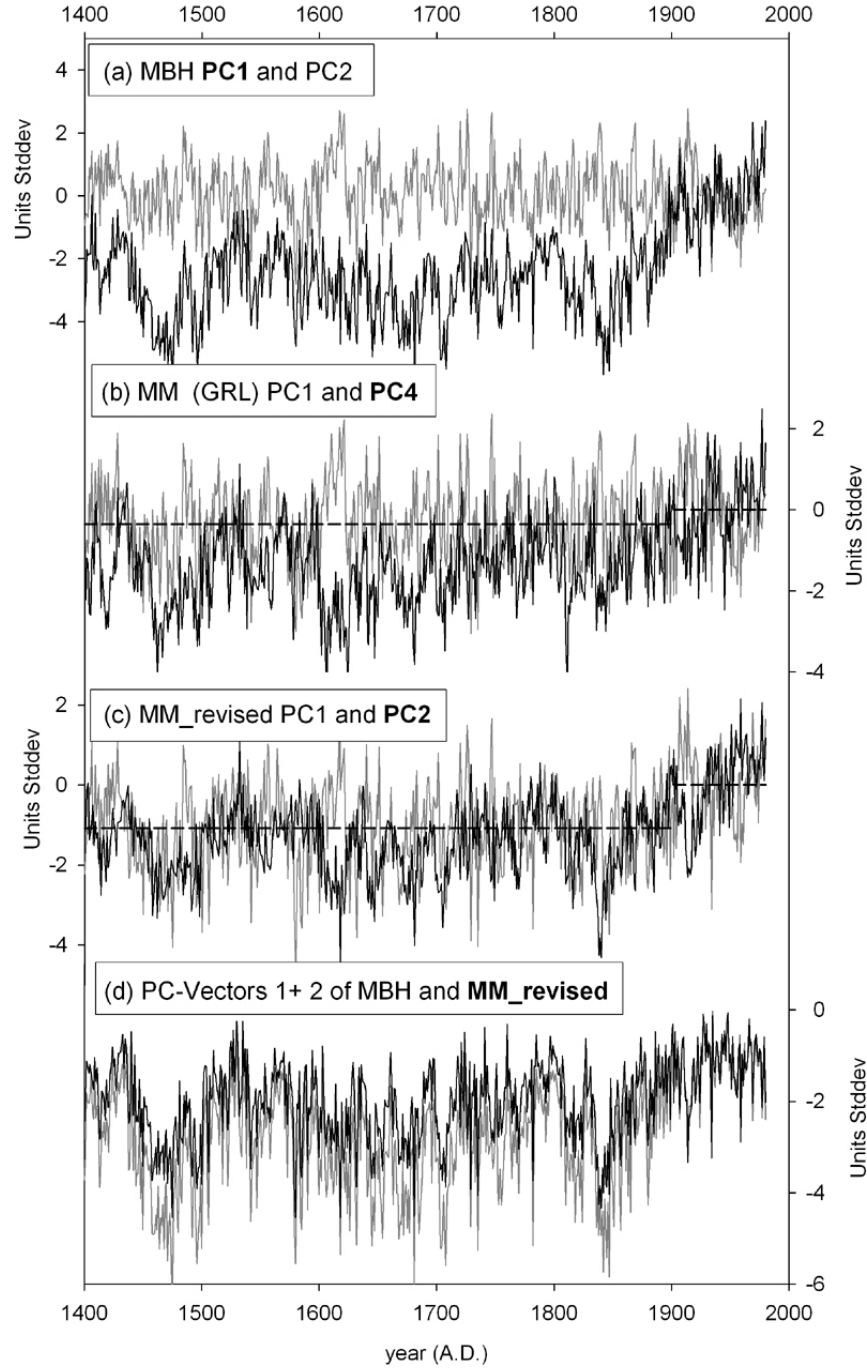 1400 1500 1600 1700 1800 1900 2000
(a) MBH PC1 and PC2
4
2
0
-2
-4
Units Stddev
(b) MM (GRL) PC1 and PC4
2
0
-2
-4
Units Stddev
(c) MM_revised PC1 and PC2
2
0
-2
-4
Units Stddev
(d) PC-Vectors 1+ 2 of MBH and MM_revised
0
-2
-4
-6
Units Stddev
1400 1500 1600 1700 1800 1900 2000
year (A.D.)